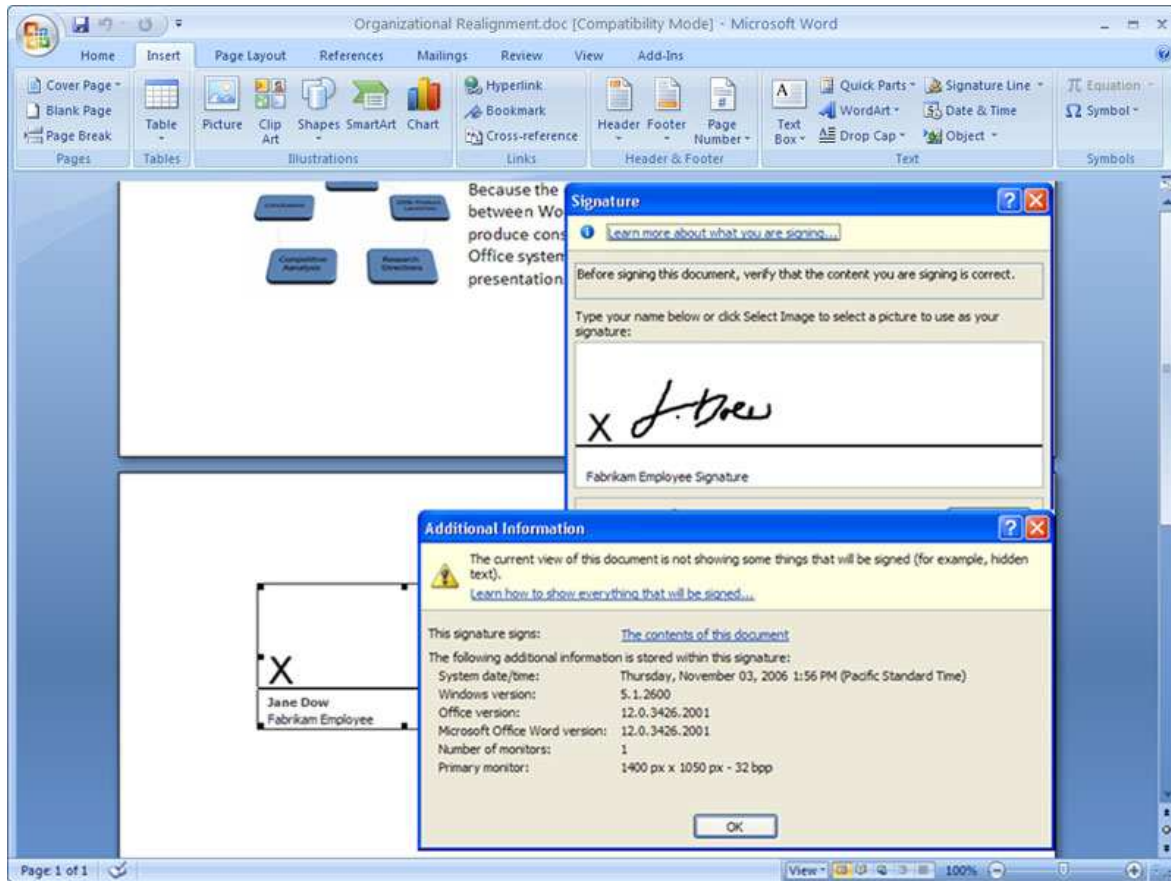 Organizational Realignment.doc [Compatibility Mode] - Microsoft Word
Home Insert Page Layout References Mailings Review View Add-Ins
Cover Page
Blank Page
Page Break
Pages
Table
Tables
Picture Clip Art Shapes SmartArt Chart
Illustrations
Hyperlink
Bookmark
Cross-reference
Links
Header Footer Page Number
Header & Footer
Text Box
Quick Parts
WordArt
Drop Cap
Signature Line
Date & Time
Object
Text
Equation
Symbol
Symbols
Because the
between Wo
produce cons
Office system
presentation
Competitive
Research Directions
Signature
Learn more about what you are signing...
Before signing this document, verify that the content you are signing is correct.
Type your name below or click Select Image to select a picture to use as your
signature:
X J. Dow
Fabrikam Employee Signature
X
Jane Dow
Fabrikam Employee
Additional Information
The current view of this document is not showing some things that will be signed (for example, hidden
text).
Learn how to show everything that will be signed...
This signature signs: The contents of this document
The following additional information is stored within this signature:
System date/time: Thursday, November 03, 2006 1:56 PM (Pacific Standard Time)
Windows version: 5.1.2600
Office version: 12.0.3426.2001
Microsoft Office Word version: 12.0.3426.2001
Number of monitors: 1
Primary monitor: 1400 px x 1050 px - 32 bpp
OK
Page: 1 of 1
View
100%